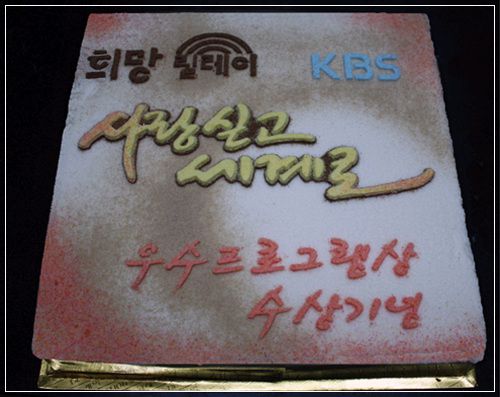 희망 릴레이 KBS
사랑싣고
세계로
우수프로그램상
수상기념